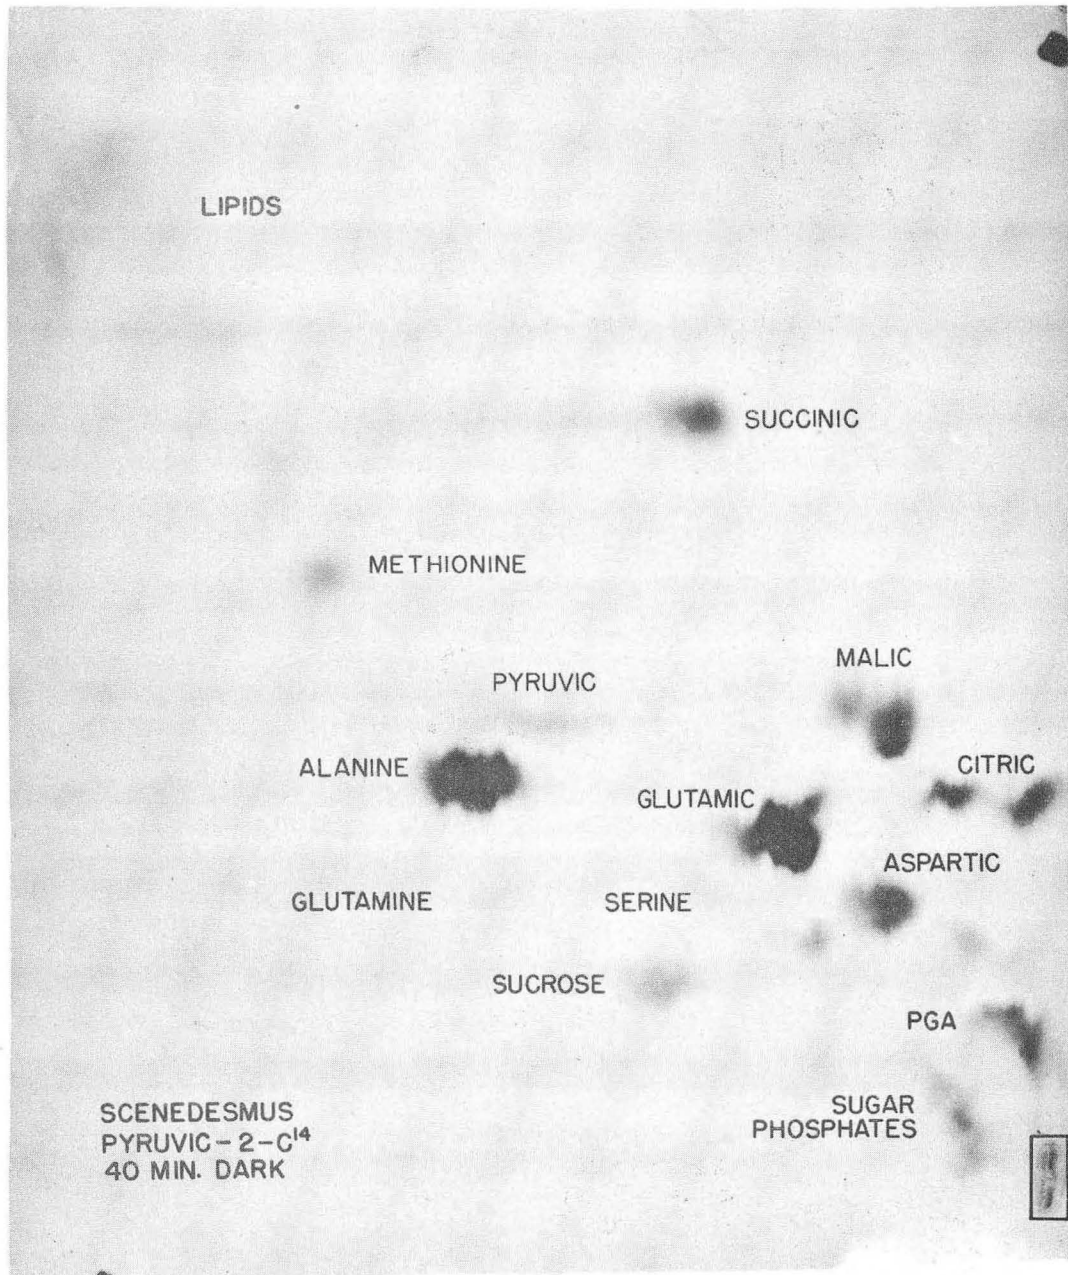 LIPIDS
SUCCINIC
METHIONINE
MALIC
PYRUVIC
ALANINE
CITRIC
GLUTAMIC
ASPARTIC
GLUTAMINE
SERINE
SUCROSE
PGA
SUGAR
PHOSPHATES
SCENEDESMUS
PYRUVIC-2-C¹⁴
40 MIN. DARK